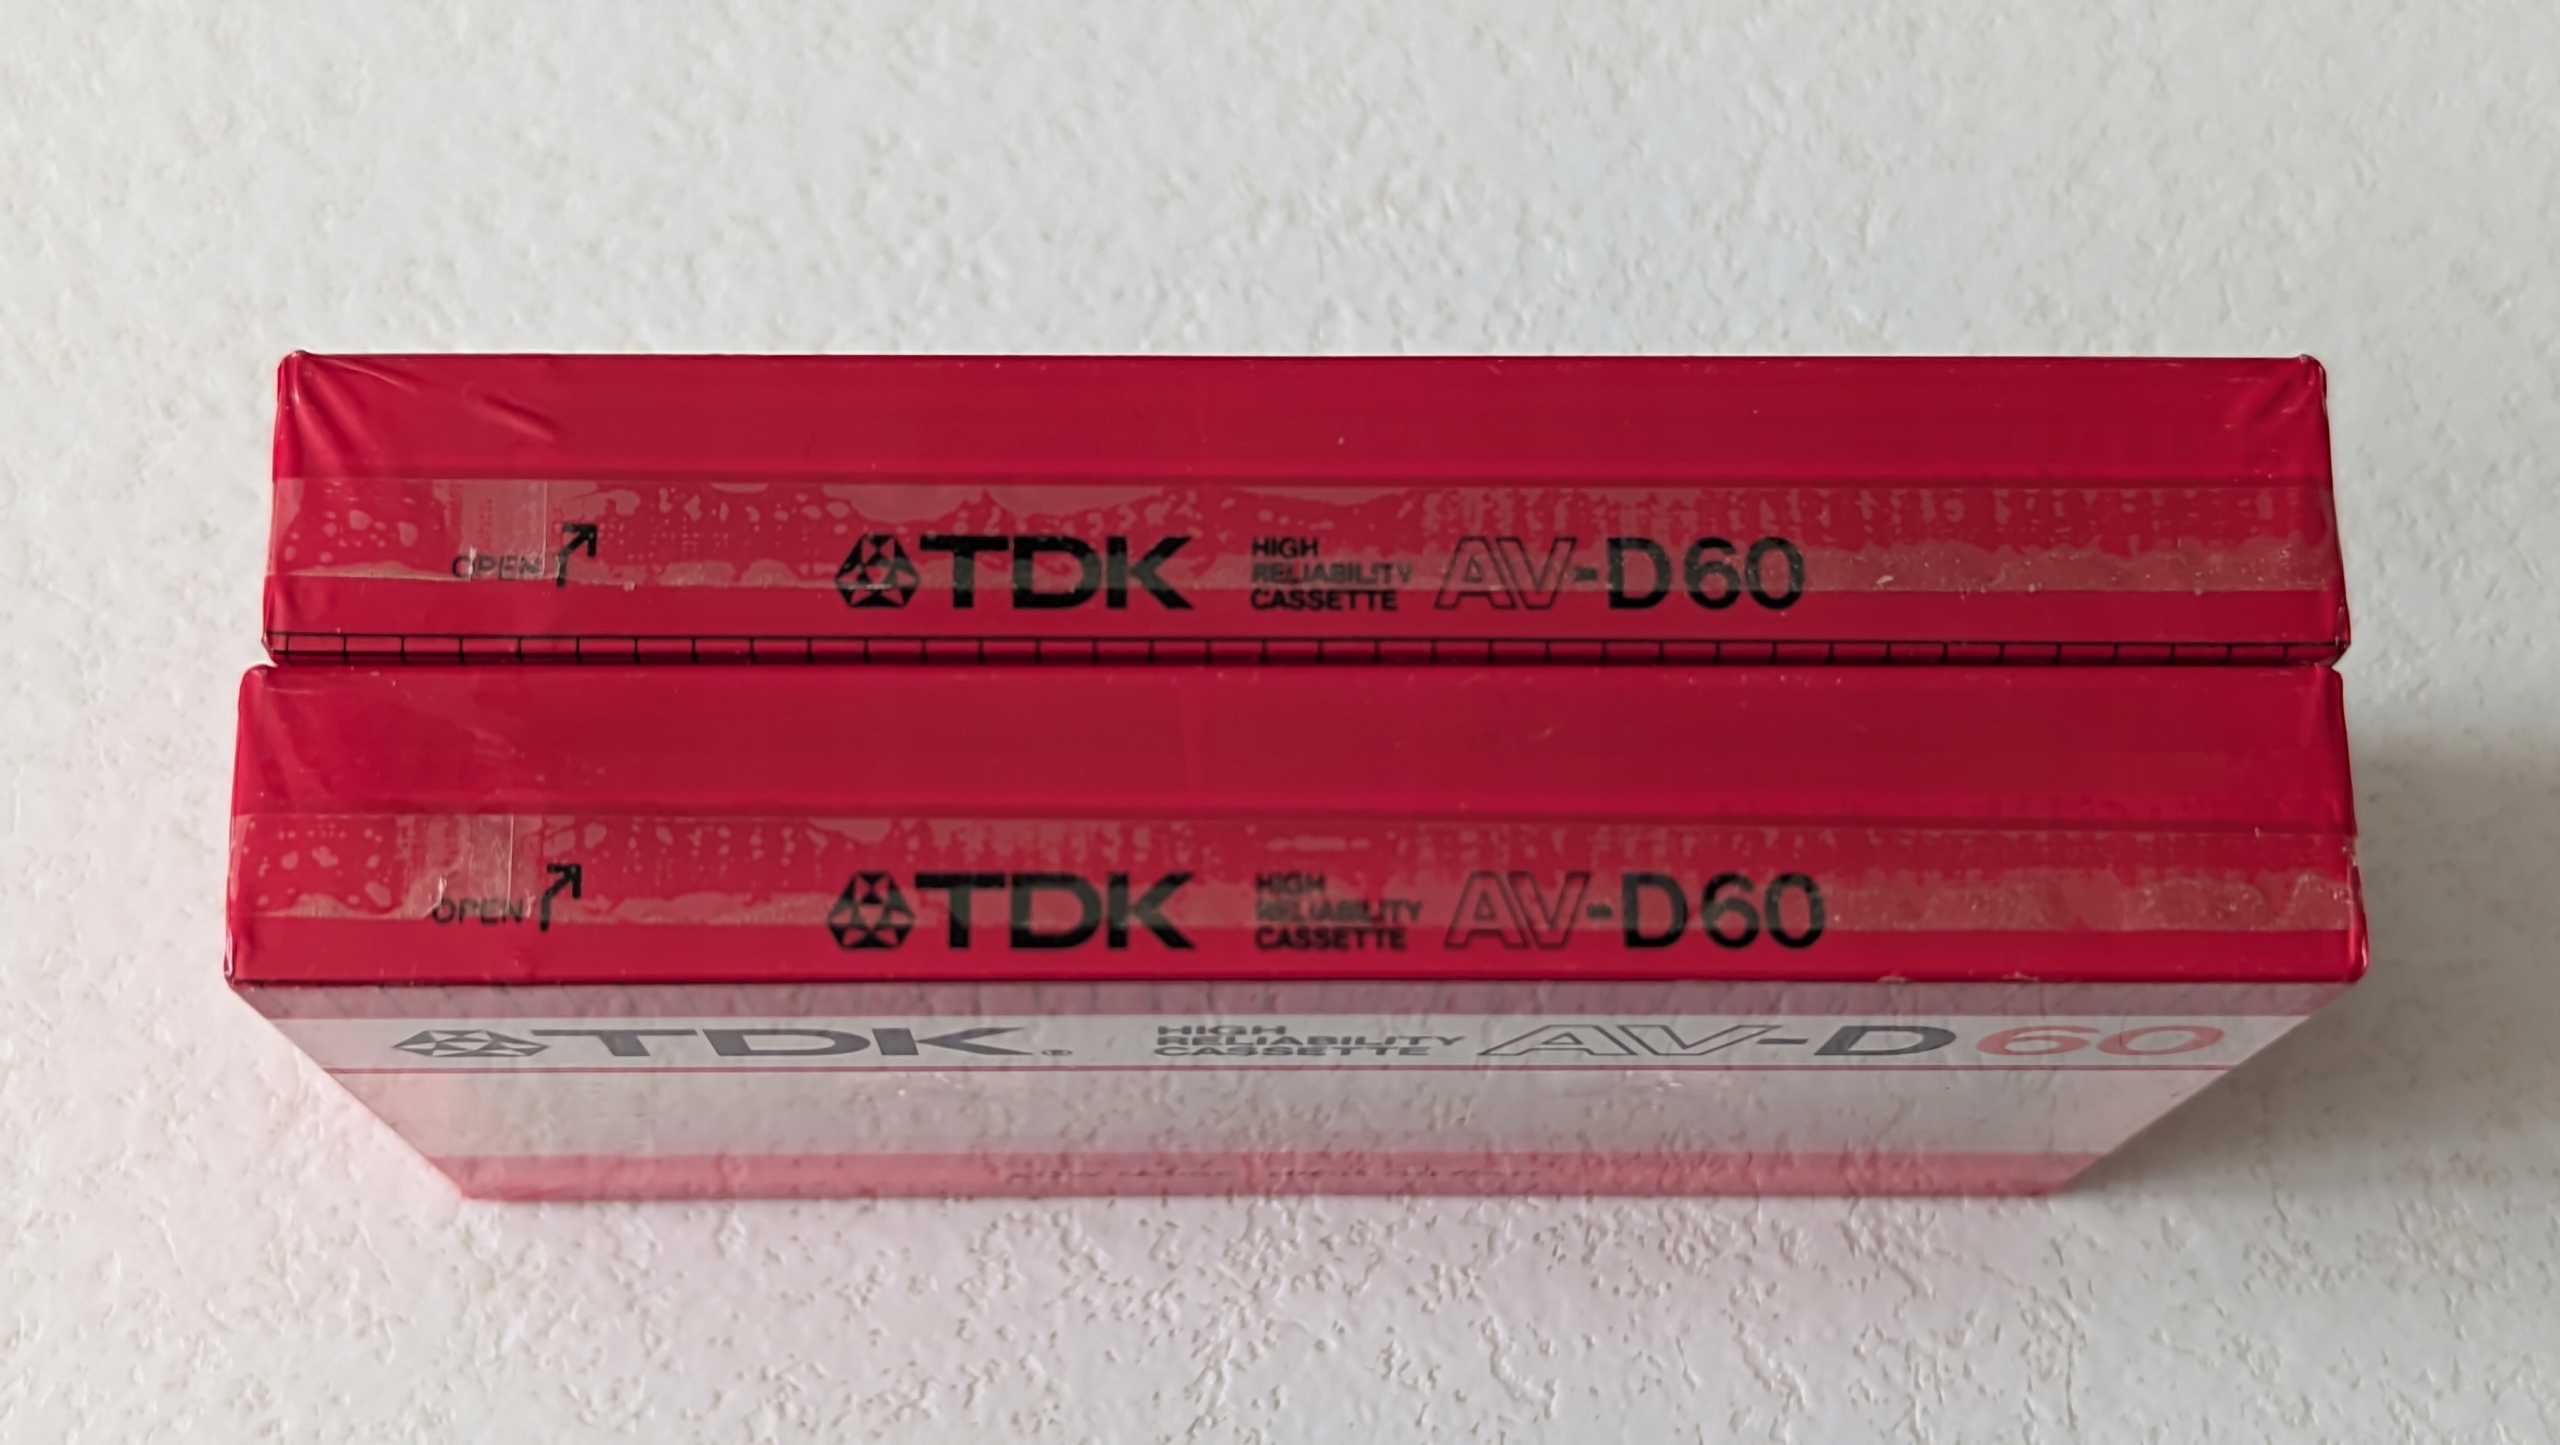 OPEN
TDK HIGH RELIABILITY CASSETTE AV-D60
OPEN
TDK HIGH RELIABILITY CASSETTE AV-D60
TDK® HIGH RELIABILITY CASSETTE AV-D60